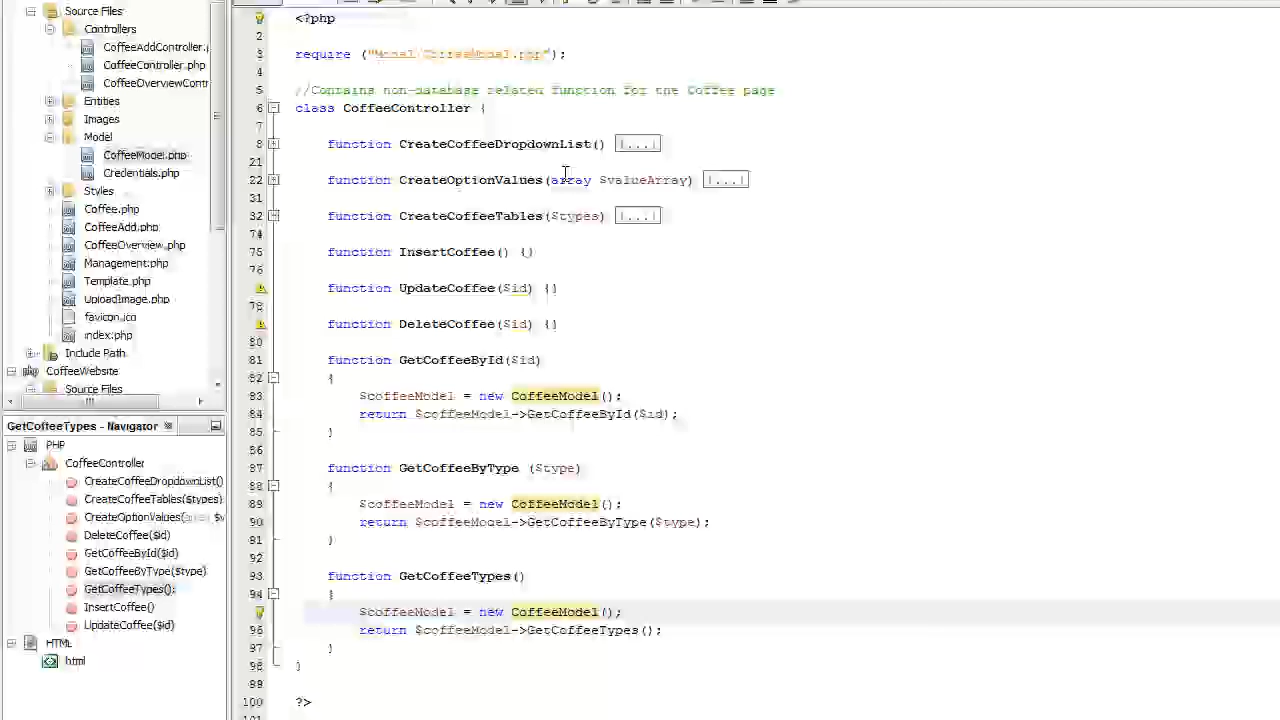 Source Files
Controllers
CoffeeAddController.p
CoffeeController.php
CoffeeOverviewContr
Entities
Images
Model
CoffeeModel.php
Credentials.php
Styles
Coffee.php
CoffeeAdd.php
CoffeeOverview.php
Management.php
Template.php
UploadImage.php
favicon.ico
index.php
Include Path
CoffeeWebsite
Source Files
GetCoffeeTypes - Navigator
PHP
CoffeeController
CreateCoffeeDropdownList()
CreateCoffeeTables($types)
CreateOptionValues(array $v
DeleteCoffee($id)
GetCoffeeById($id)
GetCoffeeByType($type)
GetCoffeeTypes():
InsertCoffee()
UpdateCoffee($id)
HTML
html
<?php
2
3 require ("Model/CoffeeModel.php");
4
5 //Contains non-database related function for the Coffee page
6 class CoffeeController {
7
8 function CreateCoffeeDropdownList() {...}
21
22 function CreateOptionValues(array $valueArray) {...}
31
32 function CreateCoffeeTables($types) {...}
74
75 function InsertCoffee() {}
76
function UpdateCoffee($id) {}
78
function DeleteCoffee($id) {}
80
81 function GetCoffeeById($id)
82 {
83 $coffeeModel = new CoffeeModel();
84 return $coffeeModel->GetCoffeeById($id);
85 }
86
87 function GetCoffeeByType ($type)
88 {
89 $coffeeModel = new CoffeeModel();
90 return $coffeeModel->GetCoffeeByType($type);
91 }
92
93 function GetCoffeeTypes()
94 {
$coffeeModel = new CoffeeModel();
96 return $coffeeModel->GetCoffeeTypes();
97 }
98 }
99
100 ?>
101